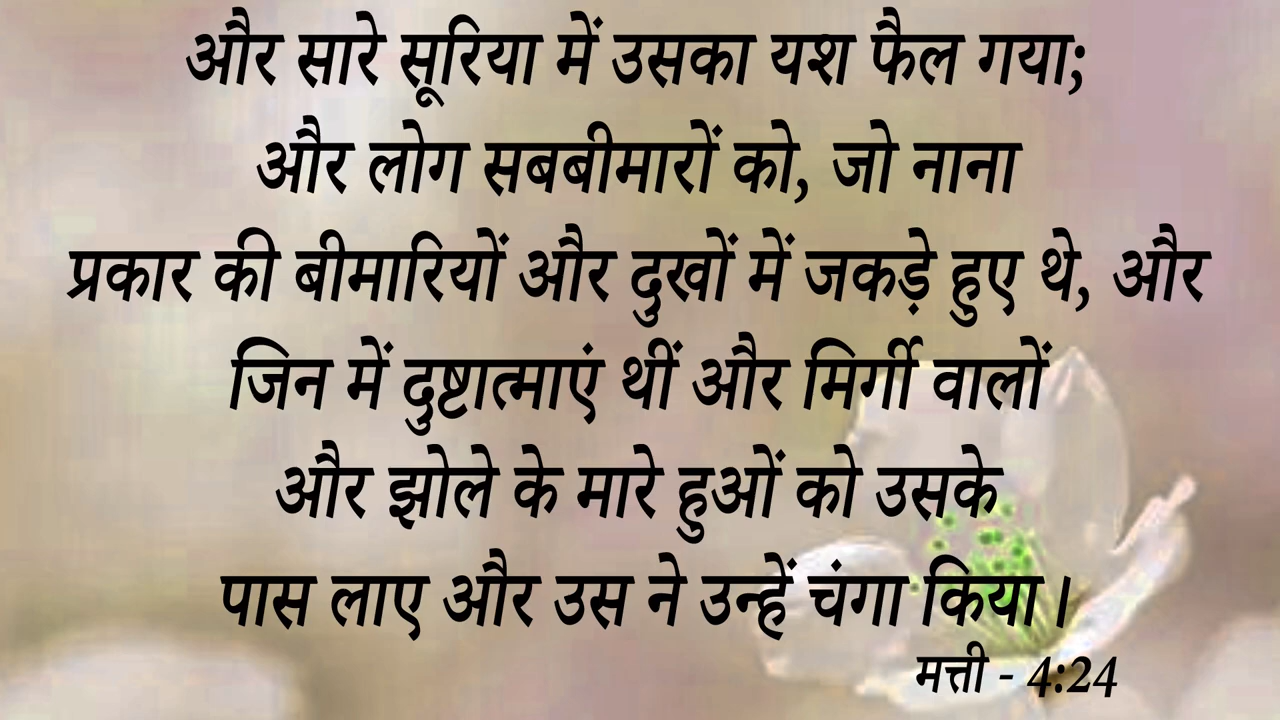 और सारे सूरिया में उसका यश फैल गया;
और लोग सबबीमारों को, जो नाना
प्रकार की बीमारियों और दुखों में जकड़े हुए थे, और
जिन में दुष्टात्माएं थीं और मिर्गी वालों
और झोले के मारे हुओं को उसके
पास लाए और उस ने उन्हें चंगा किया।
मत्ती - 4:24